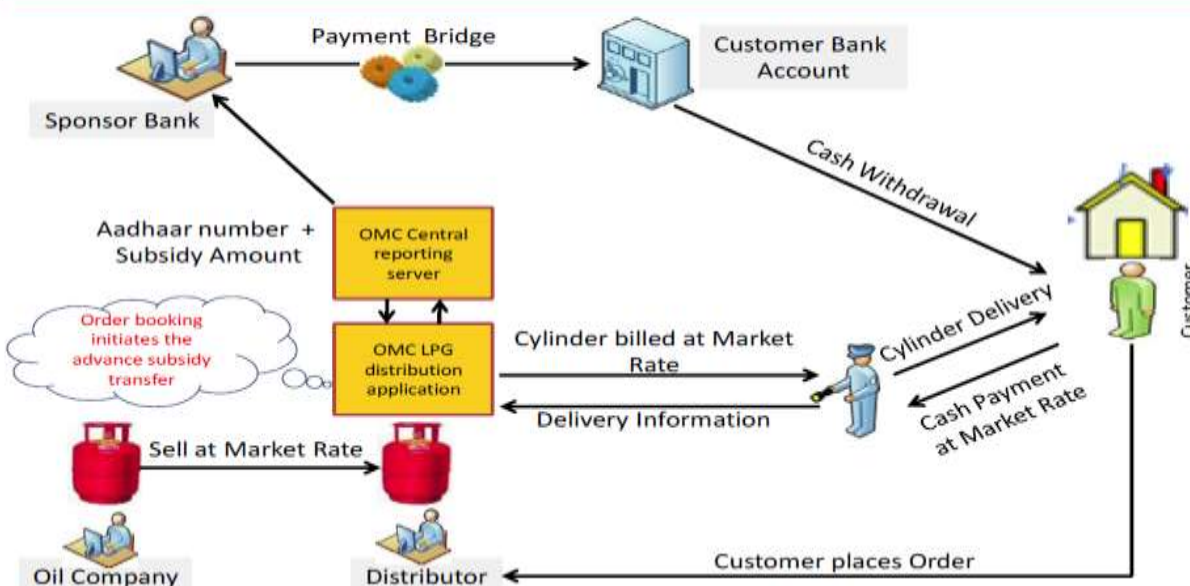 Payment Bridge
Customer Bank
Account
Sponsor Bank
Cash Withdrawal
Aadhaar number +
Subsidy Amount
OMC Central
reporting
server
Order booking
initiates the
advance subsidy
transfer
OMC LPG
distribution
application
Cylinder billed at Market
Rate
Delivery Information
Cylinder Delivery
Cash Payment
at Market Rate
Customer
Sell at Market Rate
Oil Company
Distributor
Customer places Order